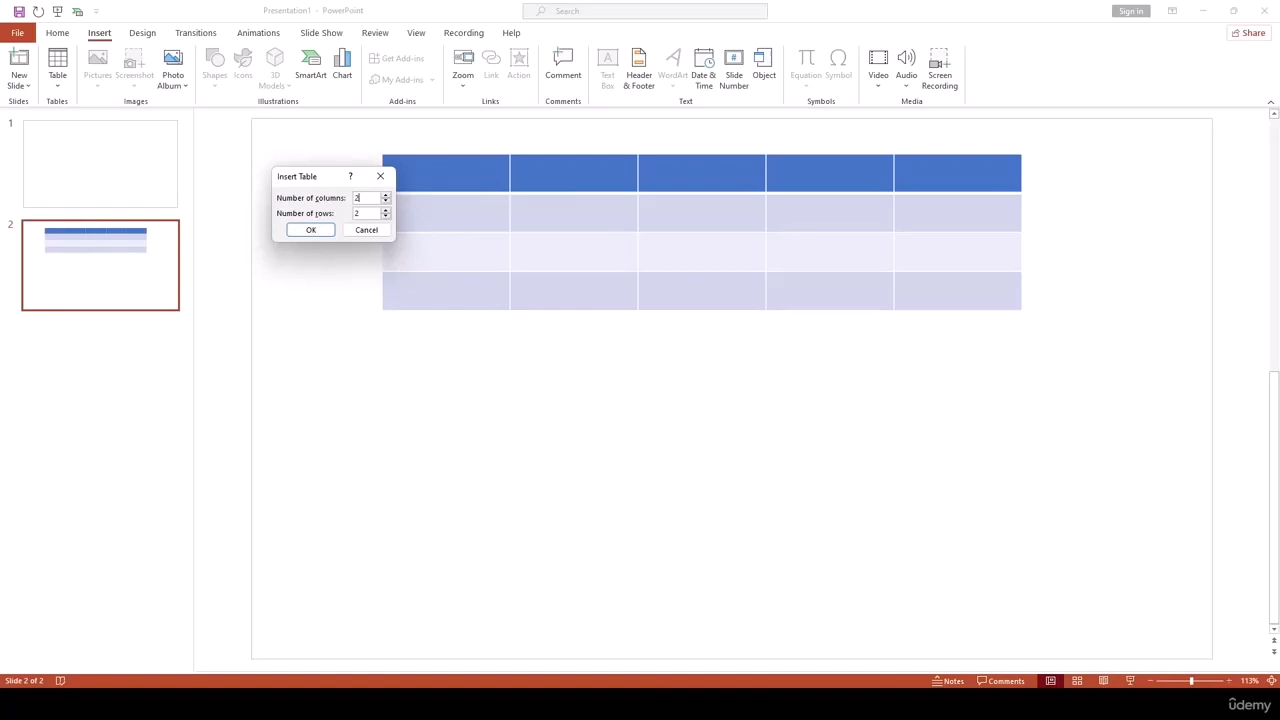 Presentation1 - PowerPoint
Search
Sign in
File Home Insert Design Transitions Animations Slide Show Review View Recording Help
Share
New Slide
Table
Pictures
Screenshot
Photo Album
Shapes
Icons
3D Models
SmartArt
Chart
Get Add-ins
My Add-ins
Zoom
Link
Action
Comment
Text Box
Header & Footer
WordArt
Date & Time
Slide Number
Object
Equation
Symbol
Video
Audio
Screen Recording
Slides Tables Images Illustrations Add-ins Links Comments Text Symbols Media
1
2
Insert Table ?
Number of columns: 2
Number of rows: 2
OK Cancel
Slide 2 of 2
Notes
Comments
113%
ûdemy